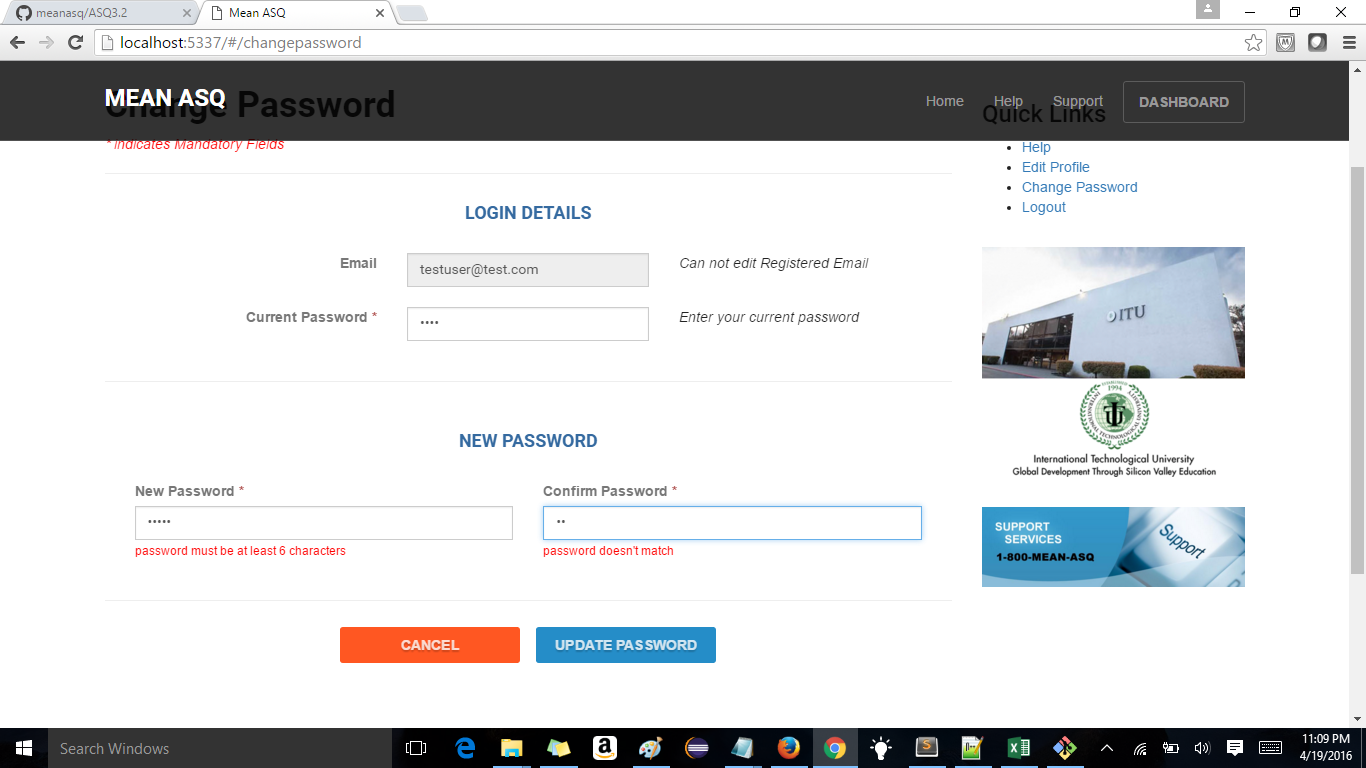 meanasq/ASQ3.2
Mean ASQ
localhost:5337/#/changepassword
MEAN ASQ
Home
Help
Support
DASHBOARD
Change Password
Quick Links
* Indicates Mandatory Fields
Help
Edit Profile
Change Password
Logout
LOGIN DETAILS
Email
testuser@test.com
Can not edit Registered Email
Current Password *
••••
Enter your current password
ITU
1994
International Technological University
Global Development Through Silicon Valley Education
NEW PASSWORD
New Password *
•••••
password must be at least 6 characters
Confirm Password *
••
password doesn't match
SUPPORT
SERVICES
1-800-MEAN-ASQ
Support
CANCEL
UPDATE PASSWORD
Search Windows
11:09 PM
4/19/2016